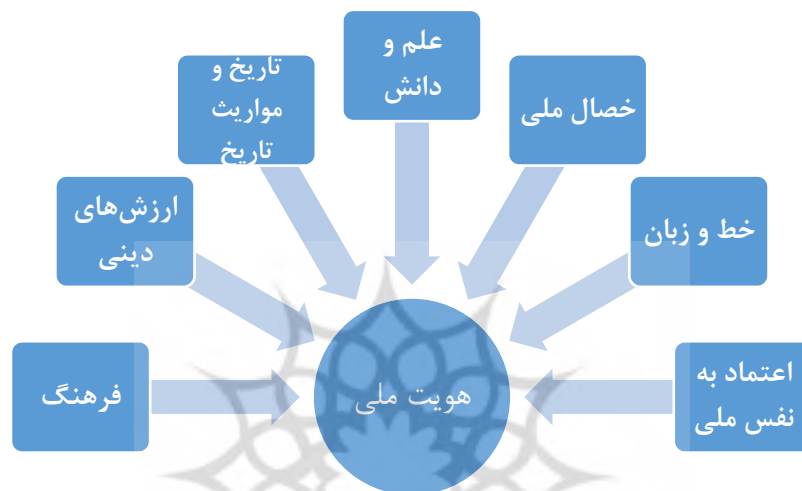 علم و
دانش
خصال ملی
خط و زبان
اعتماد به
نفس ملی
تاریخ و
مواریث
تاریخ
ارزش‌های
دینی
فرهنگ
هویت ملی